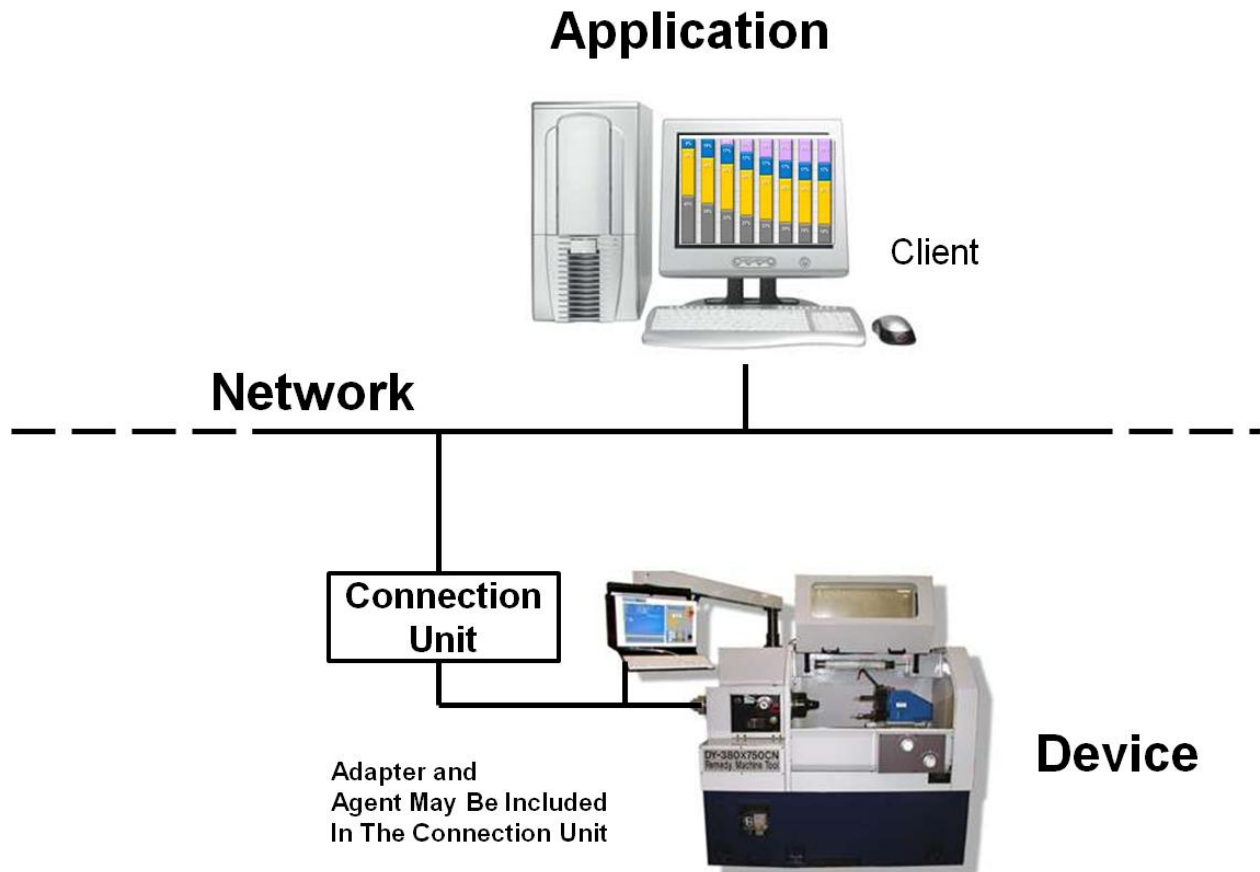 Application
Client
Network
Connection
Unit
DY-380X750CN
Remedy Machine Tool
Device
Adapter and
Agent May Be Included
In The Connection Unit